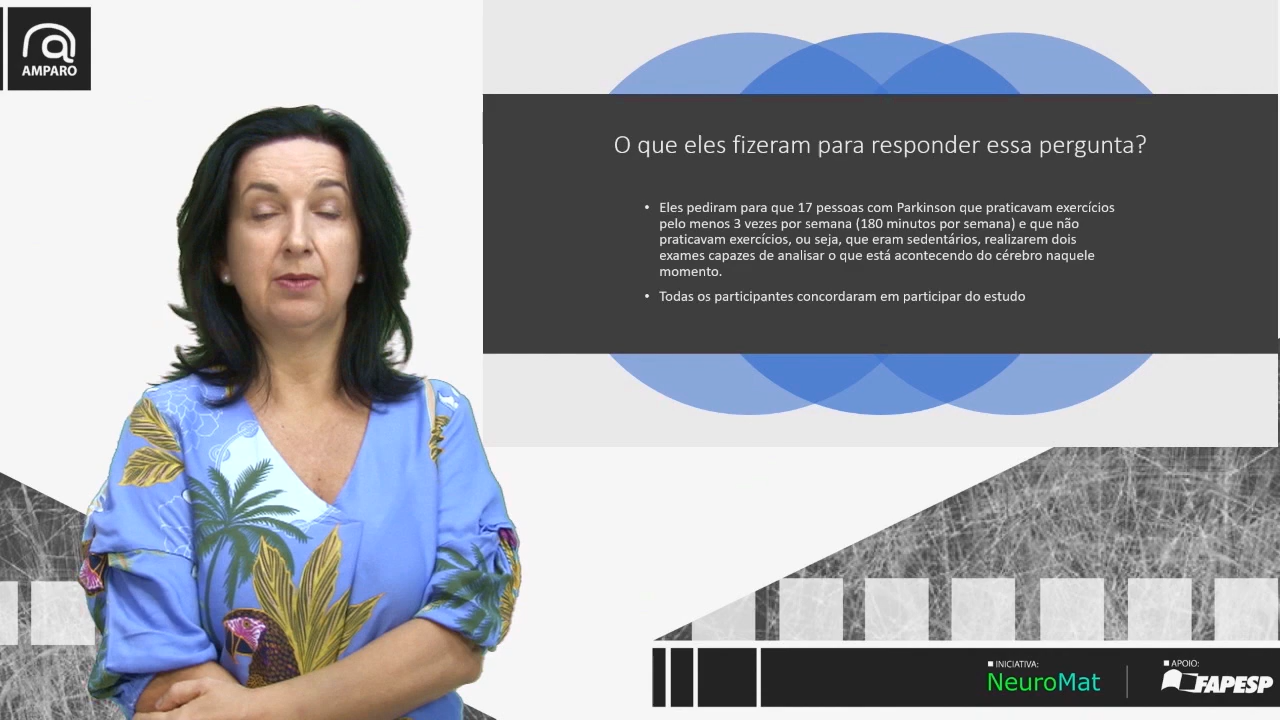 AMPARO
O que eles fizeram para responder essa pergunta?
• Eles pediram para que 17 pessoas com Parkinson que praticavam exercícios
pelo menos 3 vezes por semana (180 minutos por semana) e que não
praticavam exercícios, ou seja, que eram sedentários, realizarem dois
exames capazes de analisar o que está acontecendo do cérebro naquele
momento.
• Todas os participantes concordaram em participar do estudo
INICIATIVA:
NeuroMat
APOIO:
FAPESP